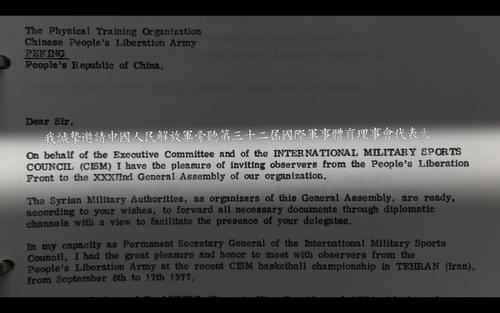 The Physical Training Organization
Chinese People's Liberation Army
PEKING
People's Republic of China.
Dear Sir.
我誠摯邀請中國人民解放軍旁聽第三十二屆國際軍事體育理事會代表大
On behalf of the Executive Committee and of the INTERNATIONAL MILITARY SPORTS
COUNCIL (CISM) I have the pleasure of inviting observers from the People's Liberation
Front to the XXXIInd General Assembly of our organization.
The Syrian Military Authorities, as organizers of this General Assembly, are ready,
according to your wishes, to forward all necessary documents through diplomatic
channels with a view to facilitate the presence of your delegates.
In my capacity as Permanent Secretary General of the International Military Sports
Council, I had the great pleasure and honor to meet with observers from the
People's Liberation Army at the recent CISM basketball championship in TEHRAN (Iran),
from September 6th to 17th 1977.